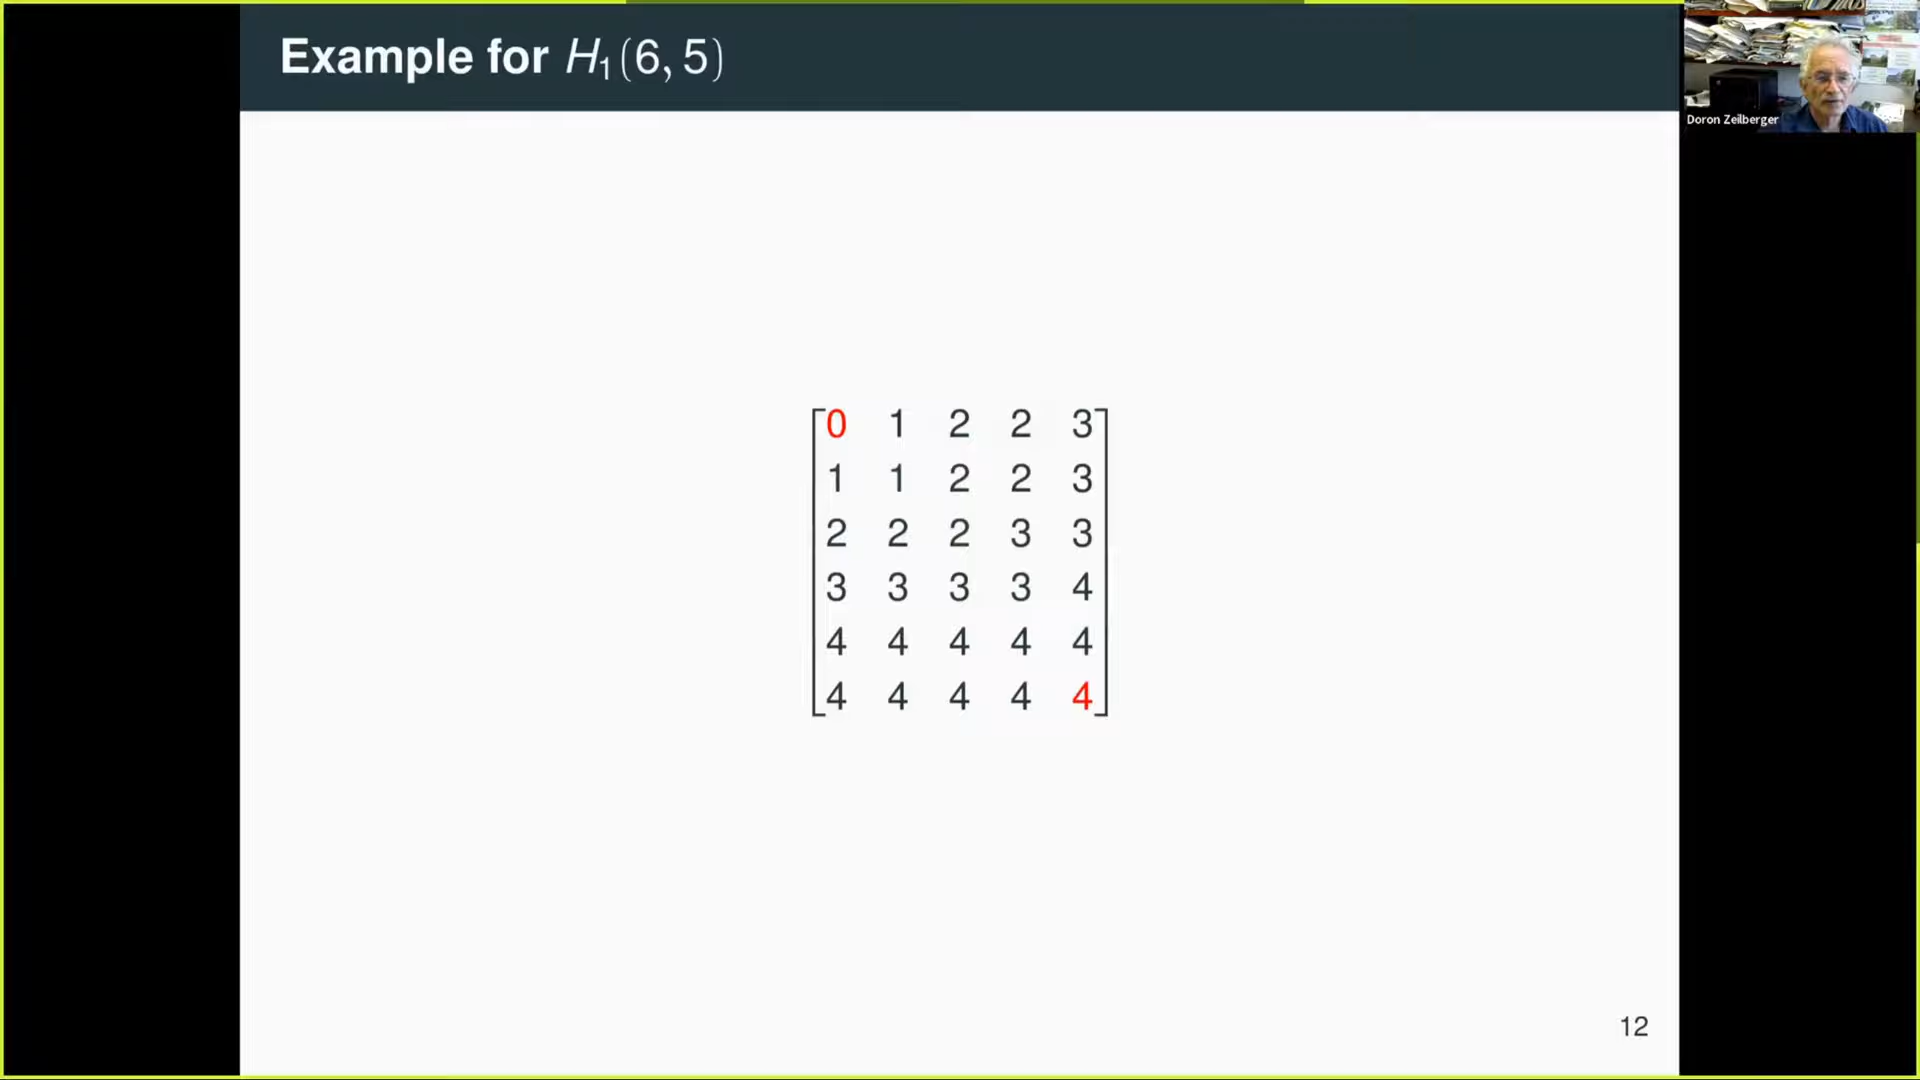 Example for H₁(6, 5)
Doron Zeilberger
0 1 2 2 3
1 1 2 2 3
2 2 2 3 3
3 3 3 3 4
4 4 4 4 4
4 4 4 4 4
12